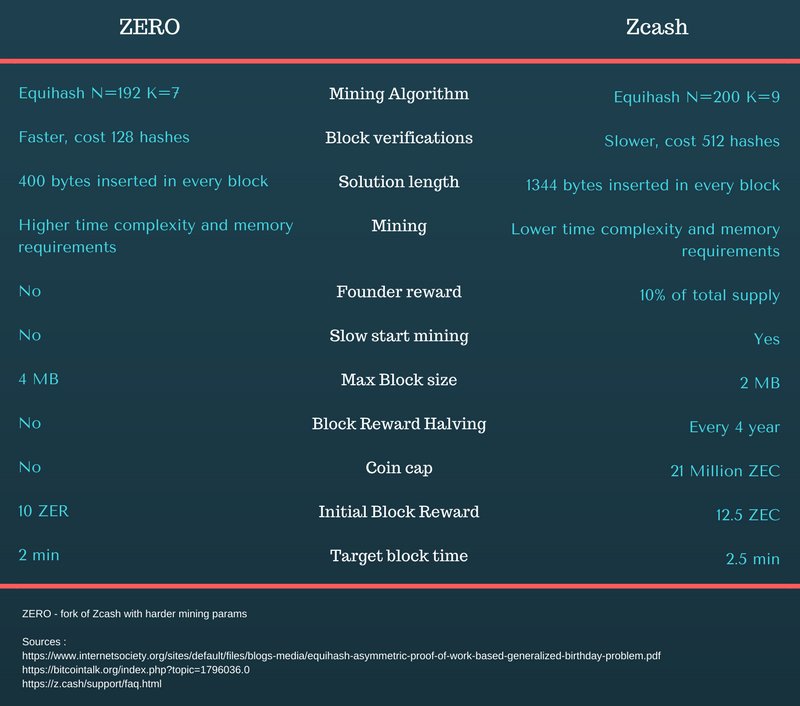 ZERO Zcash
Equihash N=192 K=7 Mining Algorithm Equihash N=200 K=9
Faster, cost 128 hashes Block verifications Slower, cost 512 hashes
400 bytes inserted in every block Solution length 1344 bytes inserted in every block
Higher time complexity and memory Mining Lower time complexity and memory
requirements requirements
No Founder reward 10% of total supply
No Slow start mining Yes
4 MB Max Block size 2 MB
No Block Reward Halving Every 4 year
No Coin cap 21 Million ZEC
10 ZER Initial Block Reward 12.5 ZEC
2 min Target block time 2.5 min
ZERO - fork of Zcash with harder mining params
Sources :
https://www.internetsociety.org/sites/default/files/blogs-media/equihash-asymmetric-proof-of-work-based-generalized-birthday-problem.pdf
https://bitcointalk.org/index.php?topic=1796036.0
https://z.cash/support/faq.html